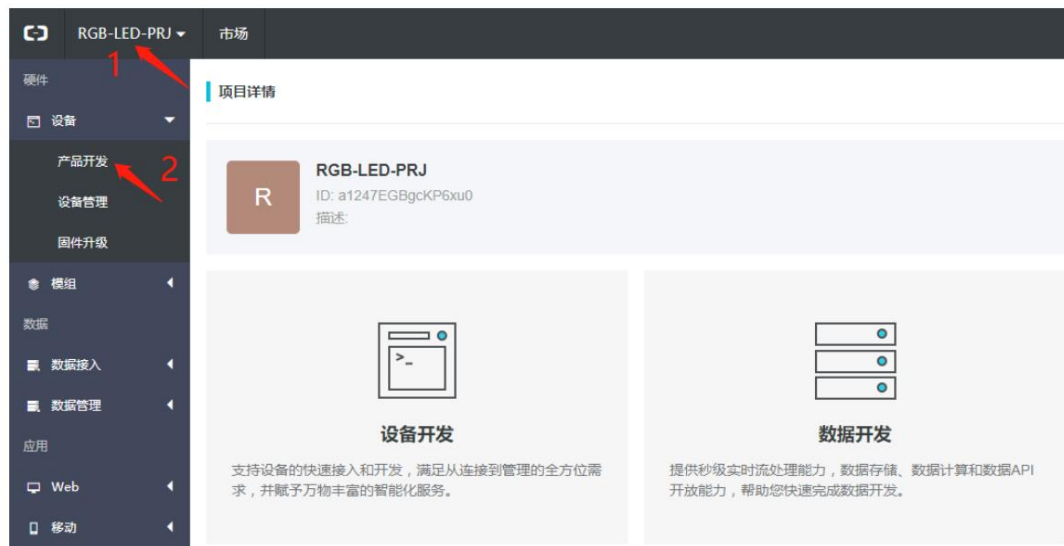 RGB-LED-PRJ
市场
1
硬件
项目详情
设备
产品开发
2
RGB-LED-PRJ
R
ID: a1247EGBgcKP6xu0
设备管理
描述:
固件升级
模组
数据
数据接入
>_
数据管理
设备开发
数据开发
应用
支持设备的快速接入和开发，满足从连接到管理的全方位需
求，并赋予万物丰富的智能化服务。
提供秒级实时流处理能力，数据存储、数据计算和数据API
开放能力，帮助您快速完成数据开发。
Web
移动